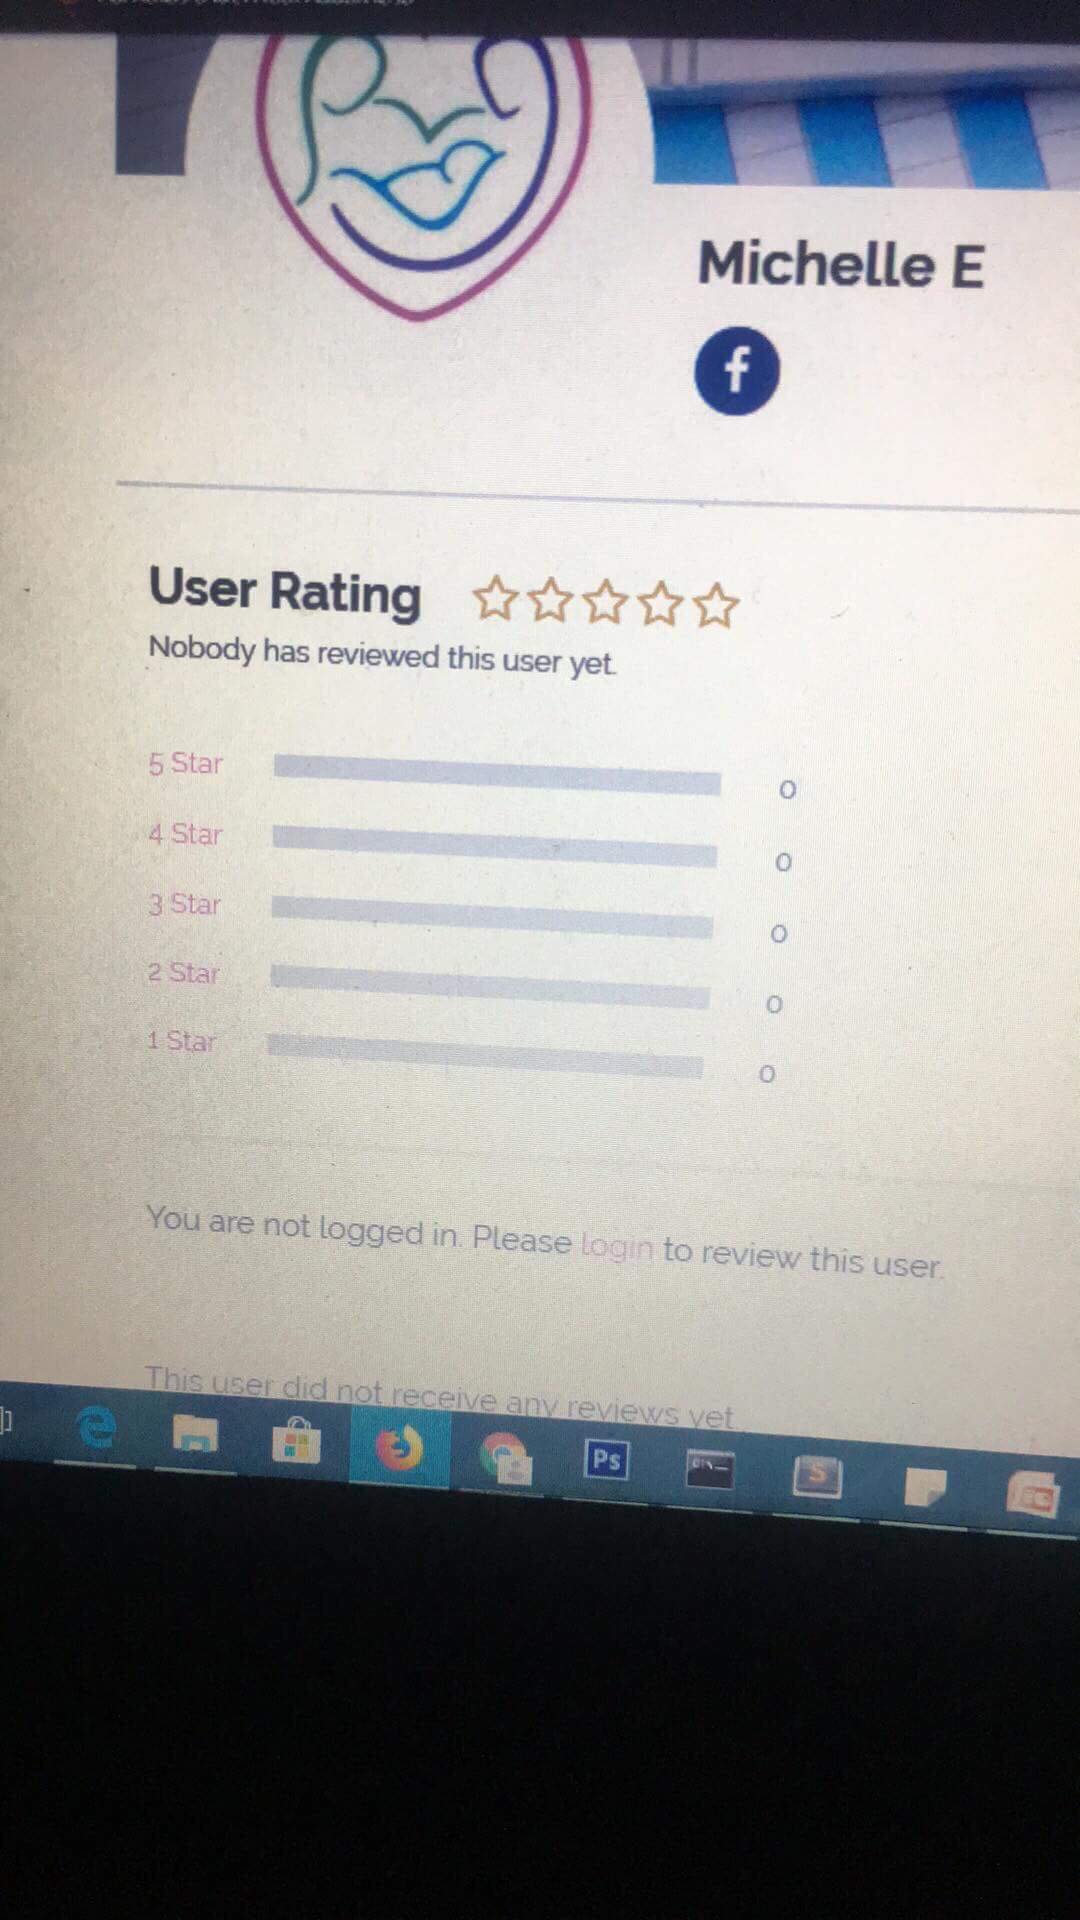 Michelle E
f
User Rating
Nobody has reviewed this user yet.
5 Star 0
4 Star 0
3 Star 0
2 Star 0
1 Star 0
You are not logged in. Please login to review this user.
This user did not receive any reviews yet.
Ps
S